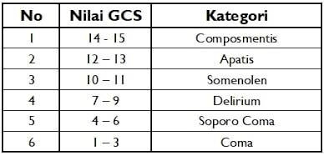 No Nilai GCS Kategori
1 14 - 15 Composmentis
2 12 – 13 Apatis
3 10 – 11 Somenolen
4 7 – 9 Delirium
5 4 – 6 Soporo Coma
6 1 – 3 Coma